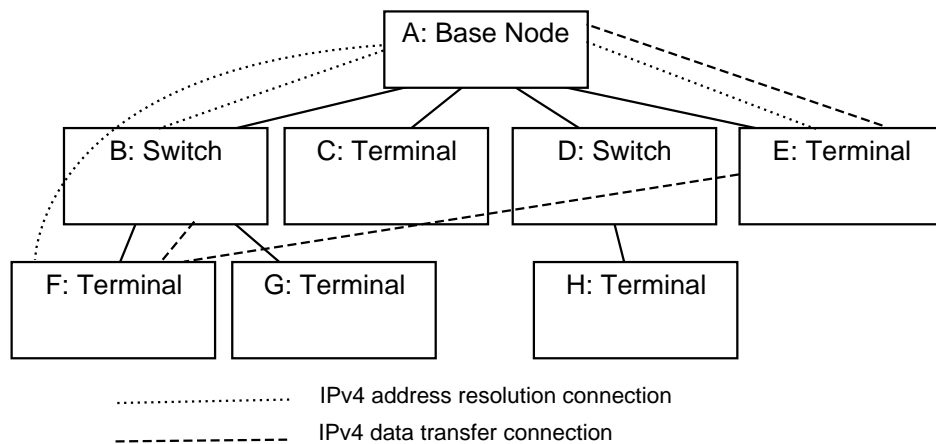 A: Base Node
B: Switch
C: Terminal
D: Switch
E: Terminal
F: Terminal
G: Terminal
H: Terminal
IPv4 address resolution connection
IPv4 data transfer connection